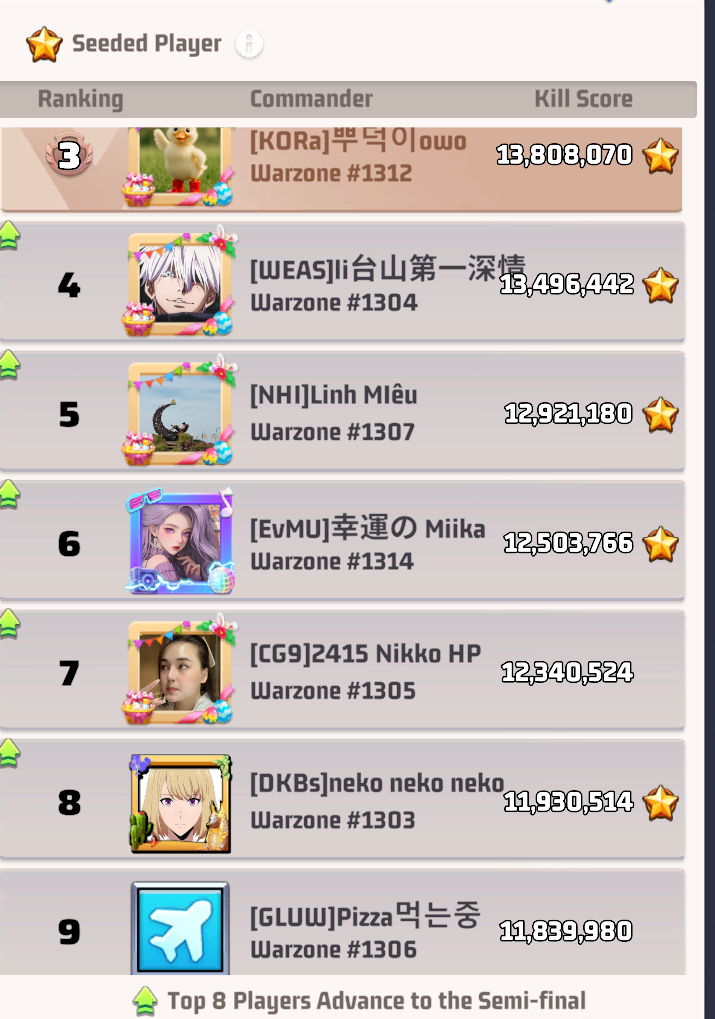 Seeded Player
Ranking Commander Kill Score
3 [KORa]뿌덕이owo 13,808,070
Warzone #1312
4 [WEAS]li台山第一深情 13,496,442
Warzone #1304
5 [NHI]Linh MIêu 12,921,180
Warzone #1307
6 [EvMU]幸運の Miika 12,503,766
Warzone #1314
7 [CG9]2415 Nikko HP 12,340,524
Warzone #1305
8 [DKBs]neko neko neko 11,930,514
Warzone #1303
9 [GLUW]Pizza먹는중 11,839,980
Warzone #1306
Top 8 Players Advance to the Semi-final